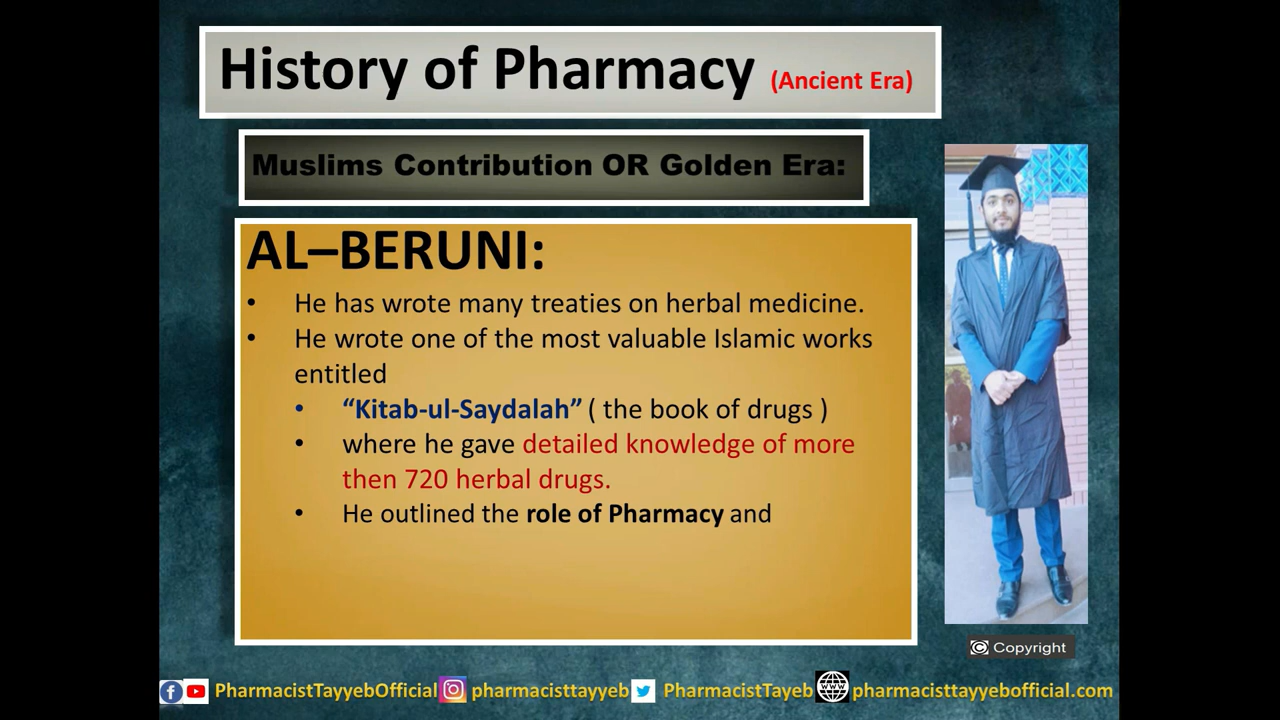 History of Pharmacy (Ancient Era)
Muslims Contribution OR Golden Era:
AL–BERUNI:
• He has wrote many treaties on herbal medicine.
• He wrote one of the most valuable Islamic works
entitled
• “Kitab-ul-Saydalah” ( the book of drugs )
• where he gave detailed knowledge of more
then 720 herbal drugs.
• He outlined the role of Pharmacy and
© Copyright
PharmacistTayyebOfficial pharmacisttayyeb PharmacistTayeb pharmacisttayyebofficial.com